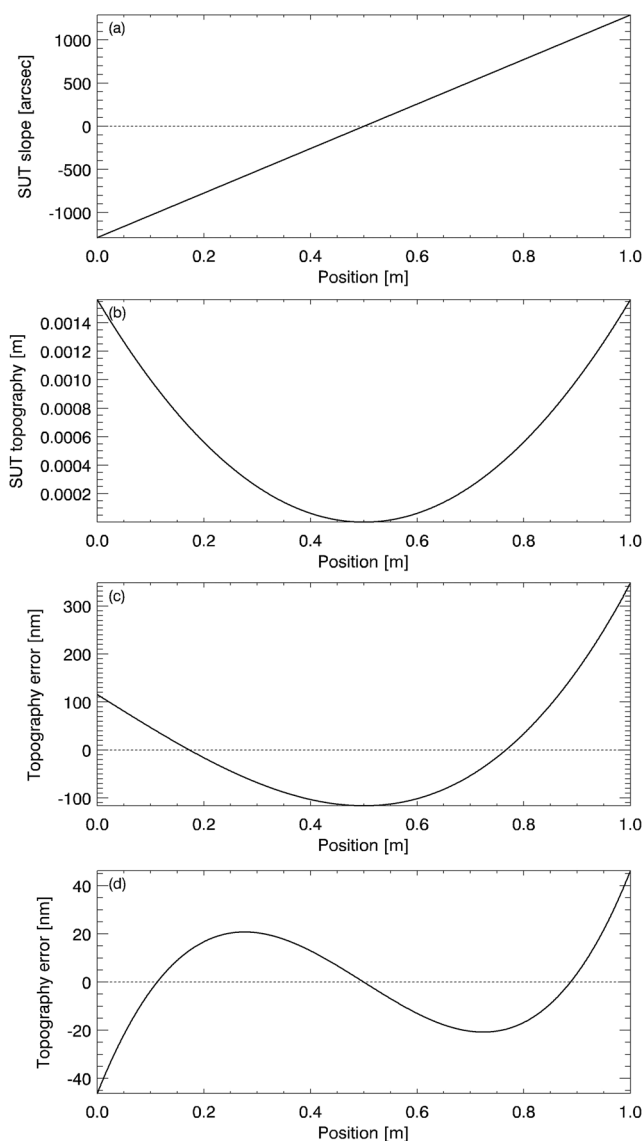 (a)
1000
500
0
-500
-1000
SUT slope [arcsec]
0.0 0.2 0.4 0.6 0.8 1.0
Position [m]
(b)
0.0014
0.0012
0.0010
0.0008
0.0006
0.0004
0.0002
SUT topography [m]
0.0 0.2 0.4 0.6 0.8 1.0
Position [m]
(c)
300
200
100
0
-100
Topography error [nm]
0.0 0.2 0.4 0.6 0.8 1.0
Position [m]
(d)
40
20
0
-20
-40
Topography error [nm]
0.0 0.2 0.4 0.6 0.8 1.0
Position [m]